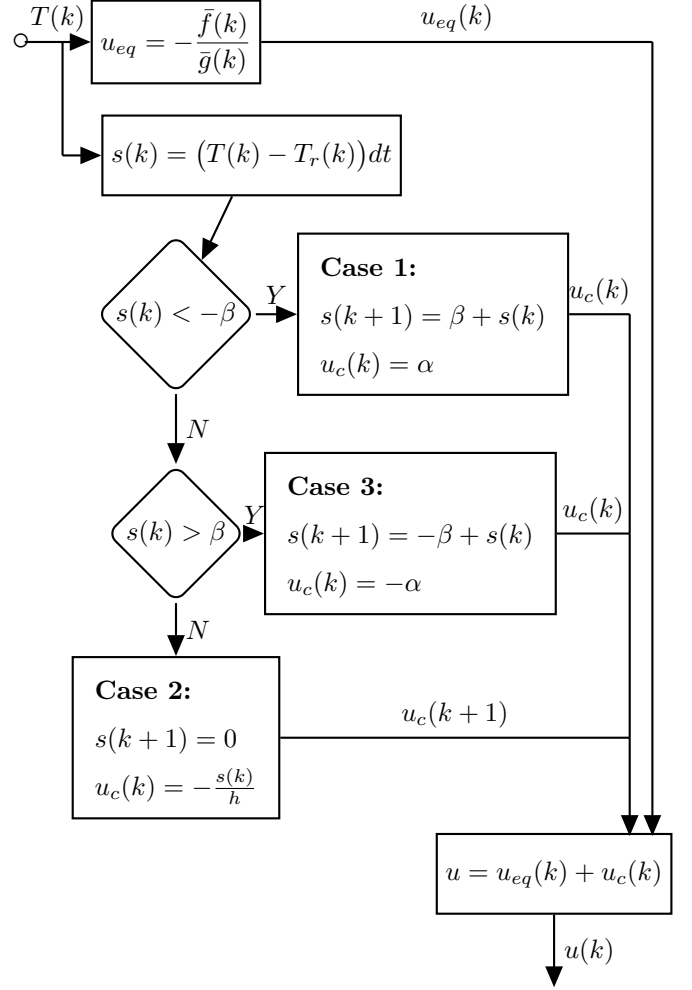 T(k)
u_{eq} = -\frac{\bar{f}(k)}{\bar{g}(k)}
u_{eq}(k)
s(k) = (T(k) - T_r(k))dt
s(k) < -β
Y
Case 1:
s(k + 1) = β + s(k)
u_c(k) = α
u_c(k)
N
s(k) > β
Y
Case 3:
s(k + 1) = -β + s(k)
u_c(k) = -α
u_c(k)
N
Case 2:
s(k + 1) = 0
u_c(k) = -\frac{s(k)}{h}
u_c(k+1)
u = u_{eq}(k) + u_c(k)
u(k)